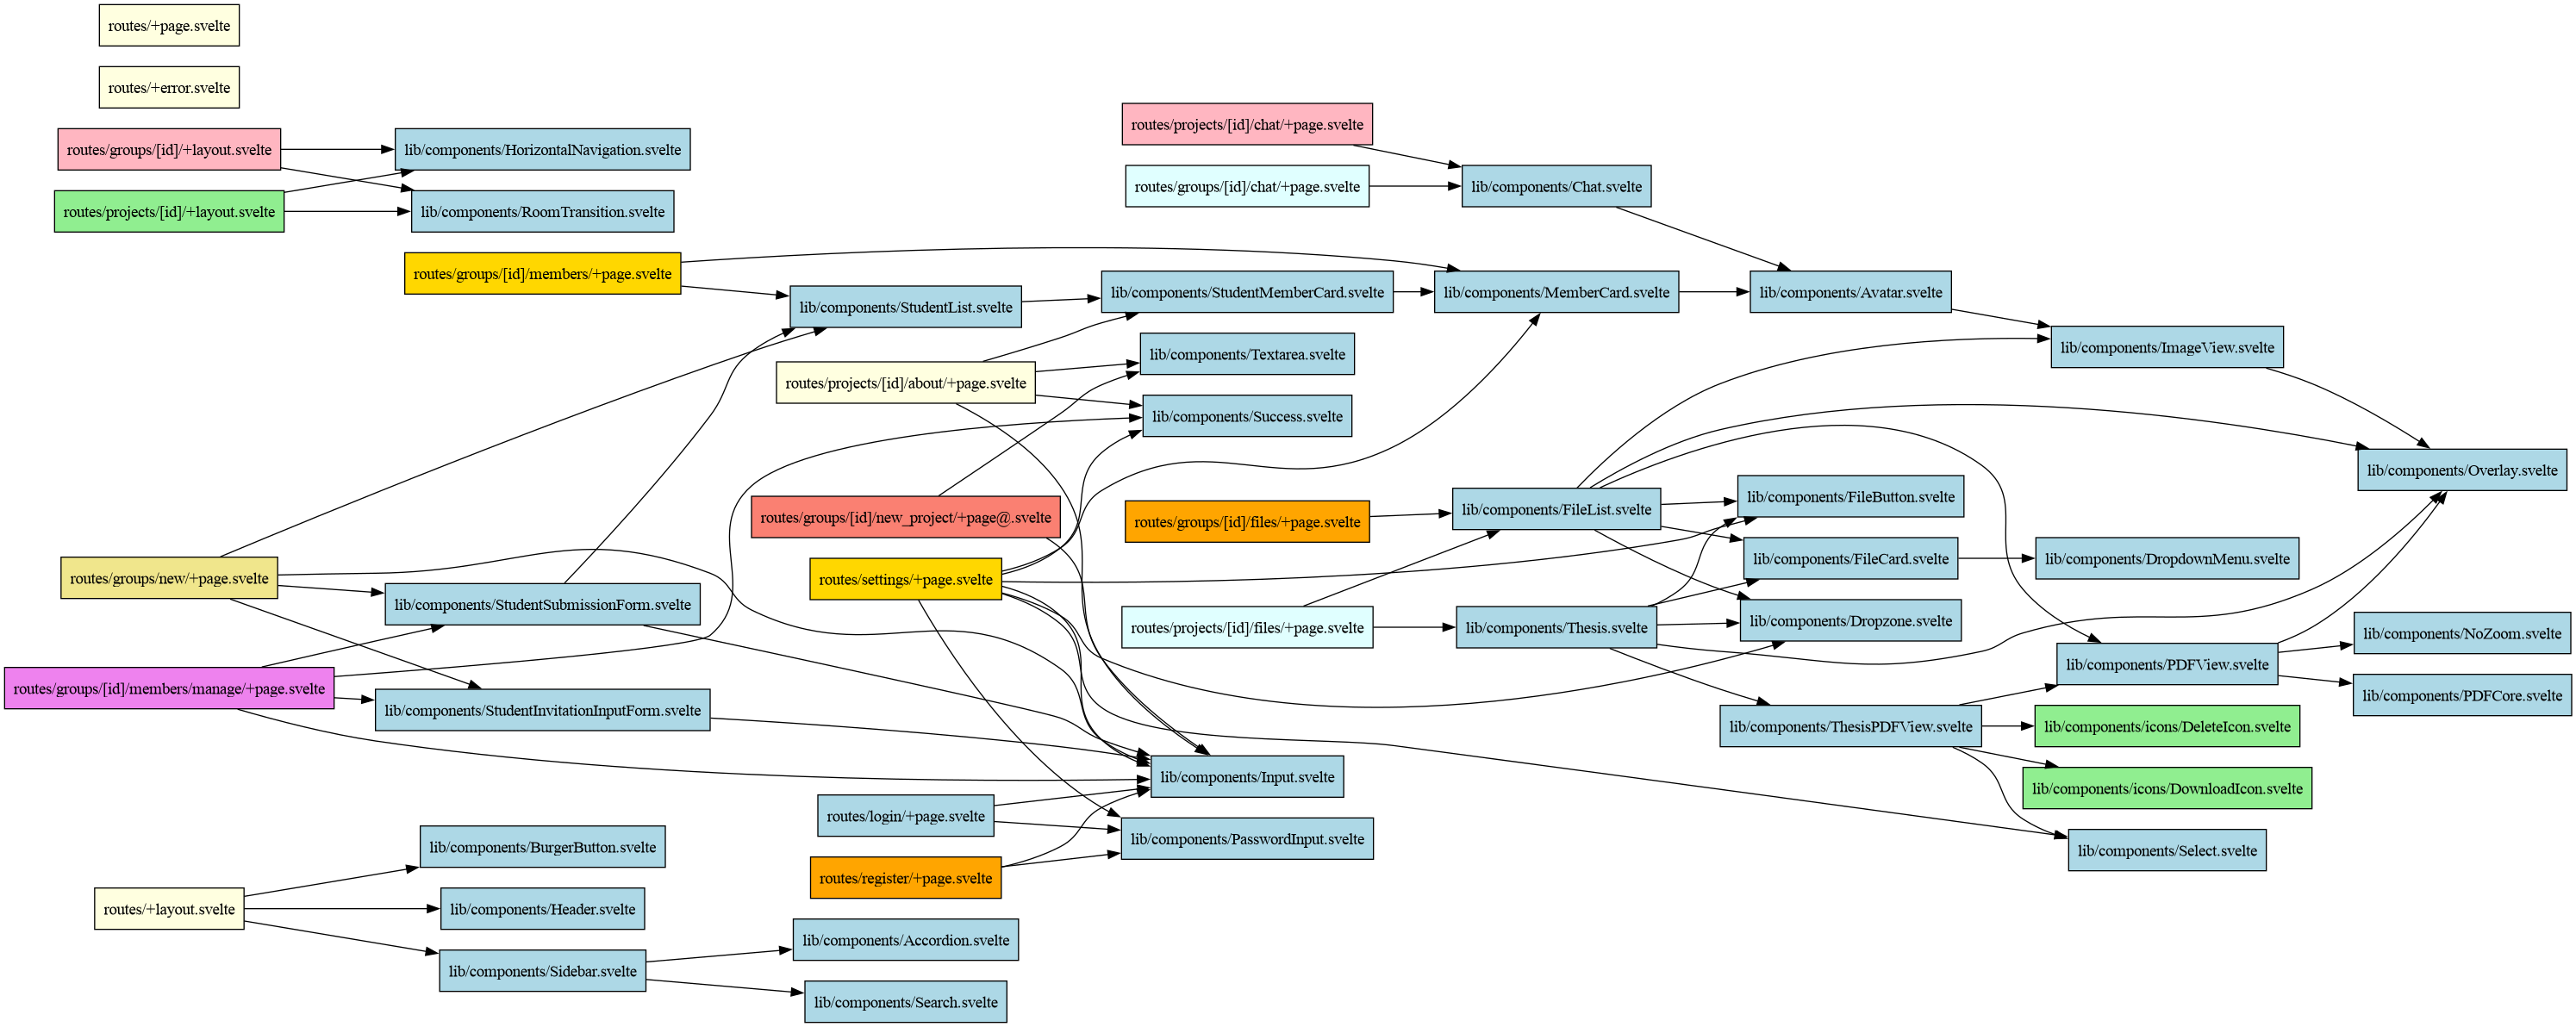 routes/+page.svelte
routes/+error.svelte
routes/groups/[id]/+layout.svelte
lib/components/HorizontalNavigation.svelte
routes/projects/[id]/+layout.svelte
lib/components/RoomTransition.svelte
routes/projects/[id]/chat/+page.svelte
routes/groups/[id]/chat/+page.svelte
lib/components/Chat.svelte
routes/groups/[id]/members/+page.svelte
lib/components/StudentList.svelte
lib/components/StudentMemberCard.svelte
lib/components/MemberCard.svelte
lib/components/Avatar.svelte
lib/components/ImageView.svelte
lib/components/Textarea.svelte
routes/projects/[id]/about/+page.svelte
lib/components/Success.svelte
lib/components/Overlay.svelte
routes/groups/[id]/new_project/+page@.svelte
routes/groups/[id]/files/+page.svelte
lib/components/FileList.svelte
lib/components/FileButton.svelte
lib/components/FileCard.svelte
lib/components/DropdownMenu.svelte
routes/groups/new/+page.svelte
lib/components/StudentSubmissionForm.svelte
routes/settings/+page.svelte
routes/projects/[id]/files/+page.svelte
lib/components/Thesis.svelte
lib/components/Dropzone.svelte
lib/components/NoZoom.svelte
lib/components/PDFView.svelte
lib/components/PDFCore.svelte
routes/groups/[id]/members/manage/+page.svelte
lib/components/StudentInvitationInputForm.svelte
lib/components/ThesisPDFView.svelte
lib/components/icons/DeleteIcon.svelte
lib/components/Input.svelte
lib/components/icons/DownloadIcon.svelte
routes/login/+page.svelte
lib/components/PasswordInput.svelte
lib/components/Select.svelte
lib/components/BurgerButton.svelte
routes/register/+page.svelte
routes/+layout.svelte
lib/components/Header.svelte
lib/components/Accordion.svelte
lib/components/Sidebar.svelte
lib/components/Search.svelte